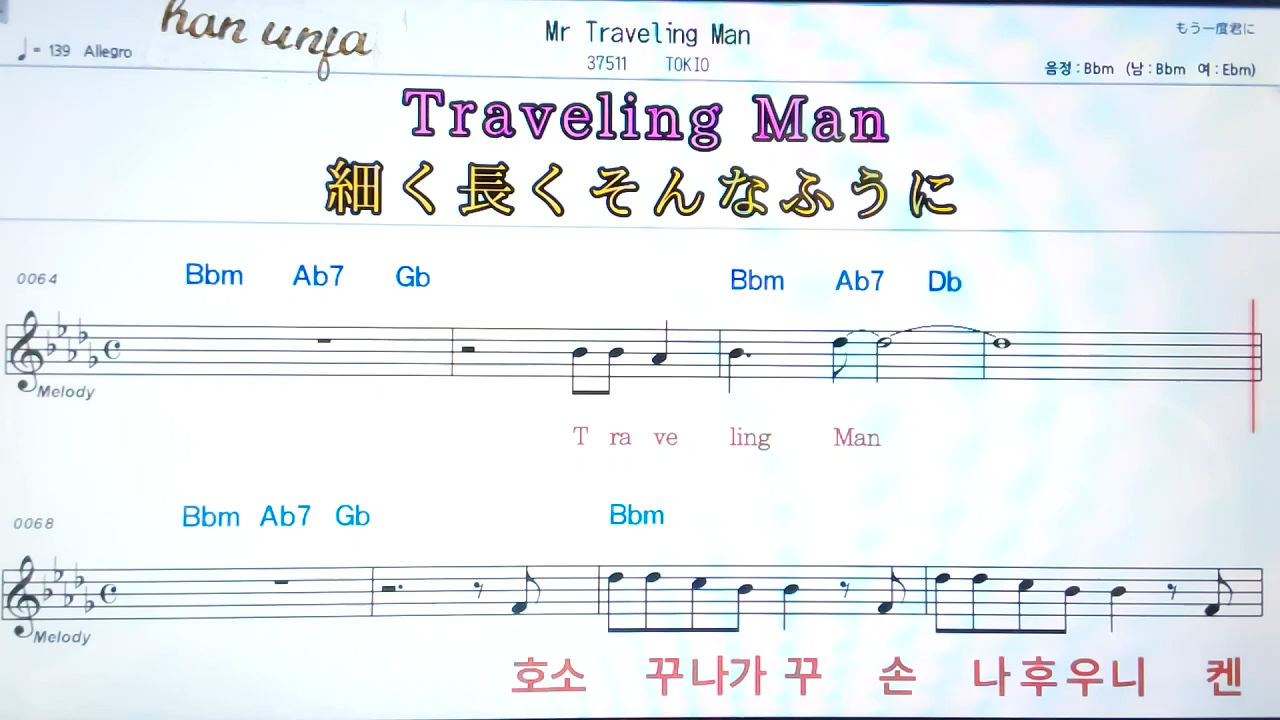 han unja
Mr Traveling Man
もう一度君に
♩= 139 Allegro
37511 TOKIO
음정 : Bbm (남 : Bbm 여 : Ebm)
Traveling Man
細く長くそんなふうに
0064
Bbm Ab7 Gb Bbm Ab7 Db
Melody
T ra ve ling Man
0068
Bbm Ab7 Gb Bbm
Melody
호소 꾸나가 꾸 손 나후우니 켄